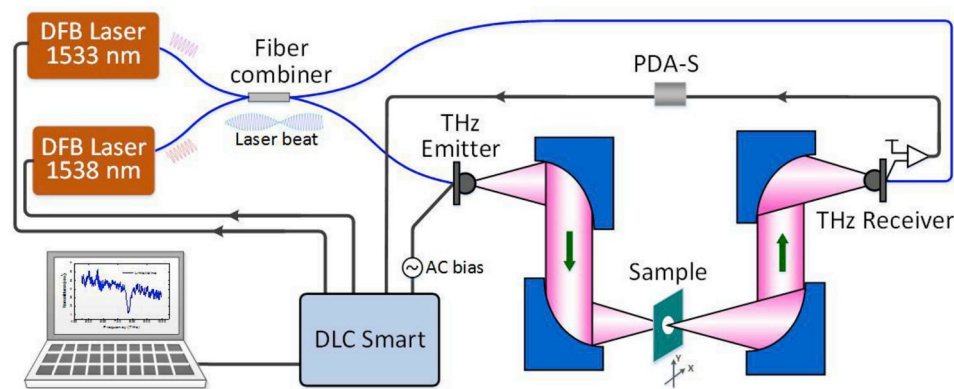 DFB Laser
1533 nm
Fiber
combiner
PDA-S
Laser beat
THz
Emitter
DFB Laser
1538 nm
THz Receiver
AC bias
Sample
DLC Smart
Y
X